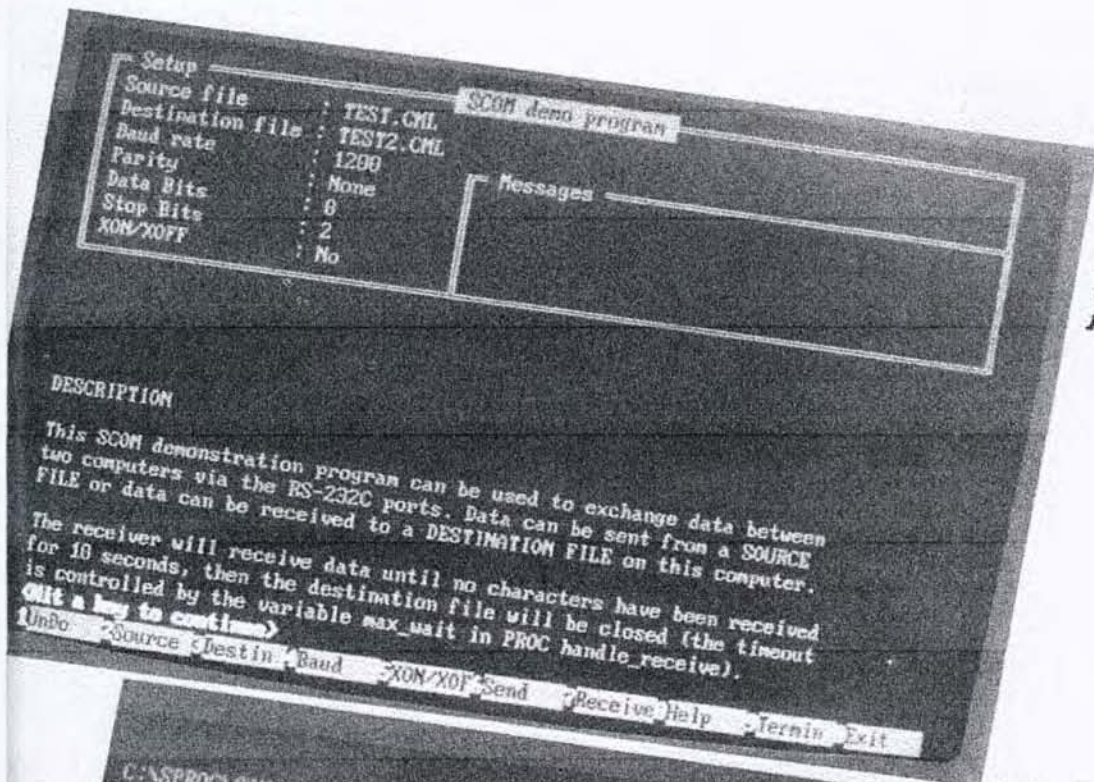 SCOM demo program
Setup
Source file : TEST.CML
Destination file : TEST2.CML
Baud rate : 1200
Parity : None
Data Bits : 8
Stop Bits : 2
XON/XOFF : No
Messages
DESCRIPTION
This SCOM demonstration program can be used to exchange data between
two computers via the RS-232C ports. Data can be sent from a SOURCE
FILE or data can be received to a DESTINATION FILE on this computer.
The receiver will receive data until no characters have been received
for 10 seconds, then the destination file will be closed (the timeout
is controlled by the variable max_wait in PROC handle_receive).
<Hit a key to continue>
1UnDo Source Destin Baud XON/XOF Send Receive Help Termin Exit